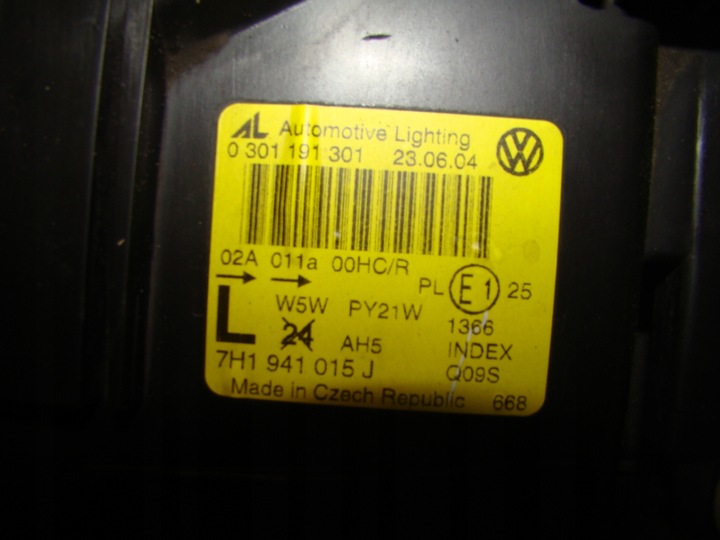 AL Automotive Lighting
0 301 191 301 23.06.04
02A 011a 00HC/R
PL E1 25
L W5W PY21W
1366
24 AH5 INDEX
7H1 941 015 J Q09S
Made in Czech Republic 668